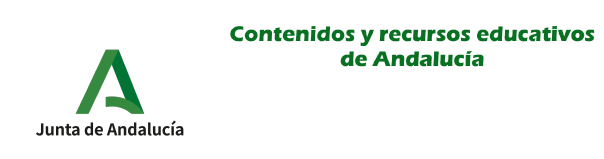 Contenidos y recursos educativos
de Andalucía
Junta de Andalucía